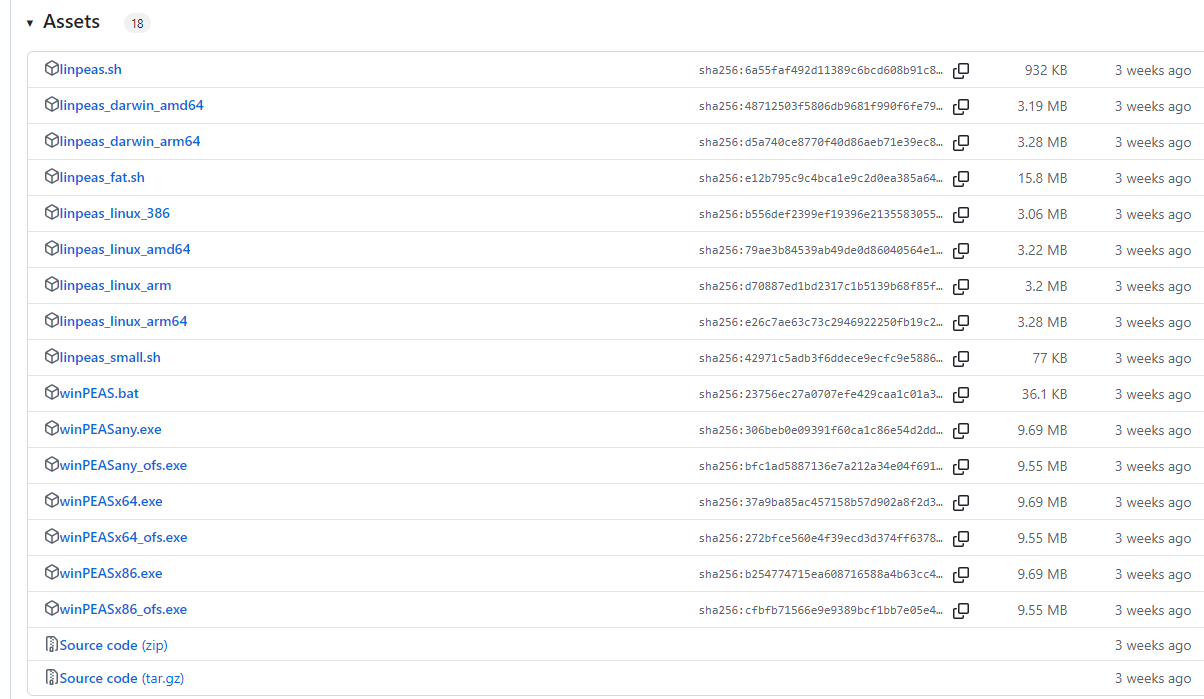 Assets 18
linpeas.sh sha256:6a55faf492d11389c6bcd608b91c8… 932 KB 3 weeks ago
linpeas_darwin_amd64 sha256:48712503f5806db9681f990f6fe79… 3.19 MB 3 weeks ago
linpeas_darwin_arm64 sha256:d5a740ce8770f40d86aeb71e39ec8… 3.28 MB 3 weeks ago
linpeas_fat.sh sha256:e12b795c9c4bca1e9c2d0ea385a64… 15.8 MB 3 weeks ago
linpeas_linux_386 sha256:b556def2399ef19396e2135583055… 3.06 MB 3 weeks ago
linpeas_linux_amd64 sha256:79ae3b84539ab49de0d86040564e1… 3.22 MB 3 weeks ago
linpeas_linux_arm sha256:d70887ed1bd2317c1b5139b68f85f… 3.2 MB 3 weeks ago
linpeas_linux_arm64 sha256:e26c7ae63c73c2946922250fb19c2… 3.28 MB 3 weeks ago
linpeas_small.sh sha256:42971c5adb3f6ddece9ecfc9e5886… 77 KB 3 weeks ago
winPEAS.bat sha256:23756ec27a0707efe429caa1c01a3… 36.1 KB 3 weeks ago
winPEASany.exe sha256:306beb0e09391f60ca1c86e54d2dd… 9.69 MB 3 weeks ago
winPEASany_ofs.exe sha256:bfc1ad5887136e7a212a34e04f691… 9.55 MB 3 weeks ago
winPEASx64.exe sha256:37a9ba85ac457158b57d902a8f2d3… 9.69 MB 3 weeks ago
winPEASx64_ofs.exe sha256:272bfce560e4f39ecd3d374ff6378… 9.55 MB 3 weeks ago
winPEASx86.exe sha256:b254774715ea608716588a4b63cc4… 9.69 MB 3 weeks ago
winPEASx86_ofs.exe sha256:cfbfb71566e9e9389bcf1bb7e05e4… 9.55 MB 3 weeks ago
Source code (zip) 3 weeks ago
Source code (tar.gz) 3 weeks ago